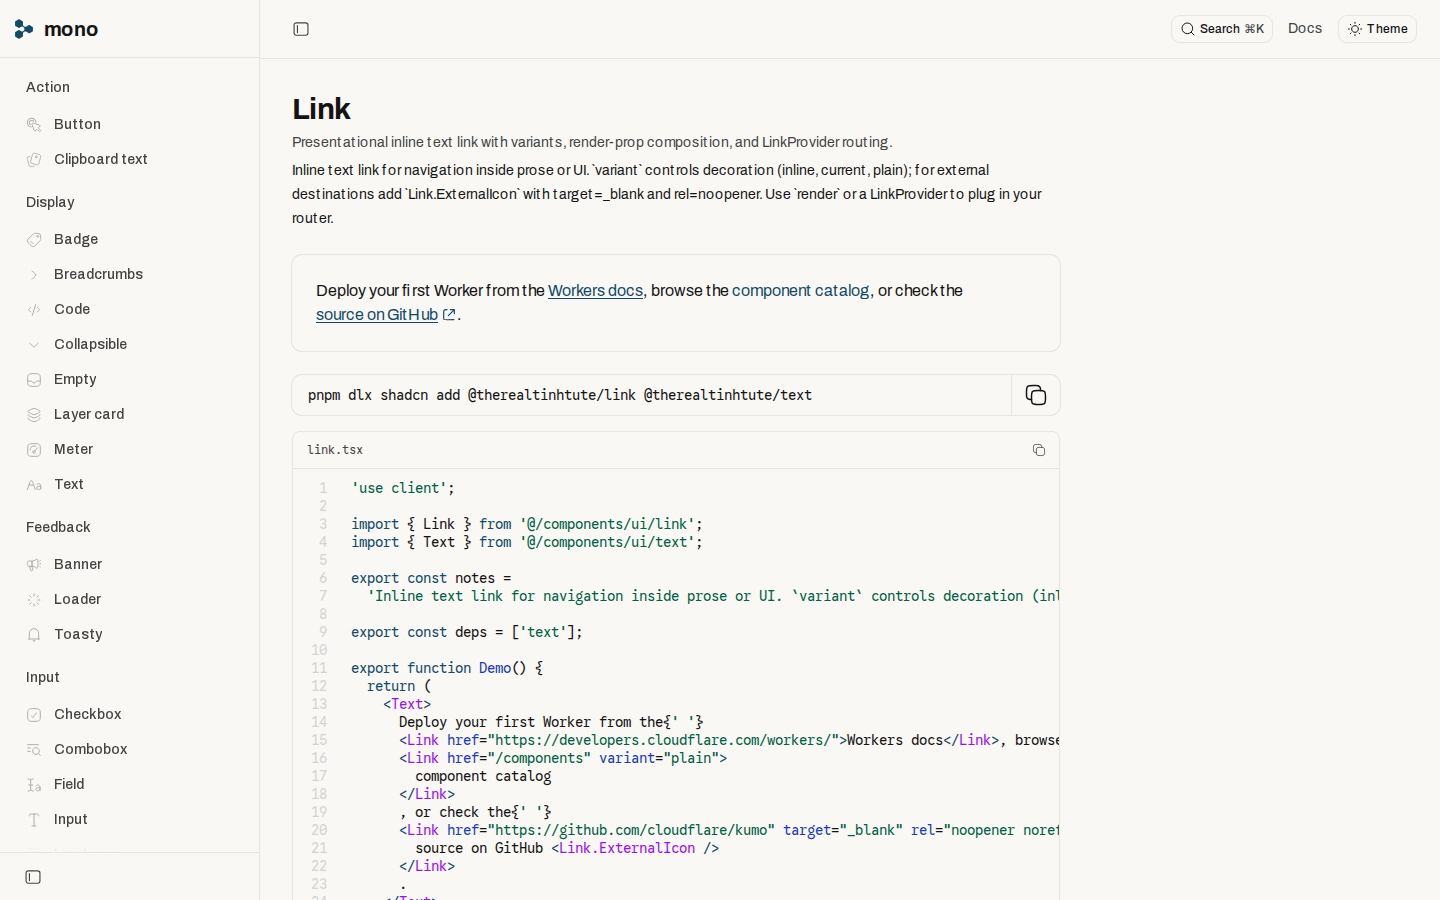 mono
Search ⌘K
Docs
Theme
Action
Button
Clipboard text
Display
Badge
Breadcrumbs
Code
Collapsible
Empty
Layer card
Meter
Text
Feedback
Banner
Loader
Toasty
Input
Checkbox
Combobox
Field
Input
Link
Presentational inline text link with variants, render-prop composition, and LinkProvider routing.
Inline text link for navigation inside prose or UI. `variant` controls decoration (inline, current, plain); for external
destinations add `Link.ExternalIcon` with target=_blank and rel=noopener. Use `render` or a LinkProvider to plug in your
router.
Deploy your first Worker from the Workers docs, browse the component catalog, or check the
source on GitHub.
pnpm dlx shadcn add @therealtinhtute/link @therealtinhtute/text
link.tsx
1 'use client';
2
3 import { Link } from '@/components/ui/link';
4 import { Text } from '@/components/ui/text';
5
6 export const notes =
7 'Inline text link for navigation inside prose or UI. `variant` controls decoration (inl
8
9 export const deps = ['text'];
10
11 export function Demo() {
12 return (
13 <Text>
14 Deploy your first Worker from the{' '}
15 <Link href="https://developers.cloudflare.com/workers/">Workers docs</Link>, browse
16 <Link href="/components" variant="plain">
17 component catalog
18 </Link>
19 , or check the{' '}
20 <Link href="https://github.com/cloudflare/kumo" target="_blank" rel="noopener noref
21 source on GitHub <Link.ExternalIcon />
22 </Link>
23 .
24 </Text>